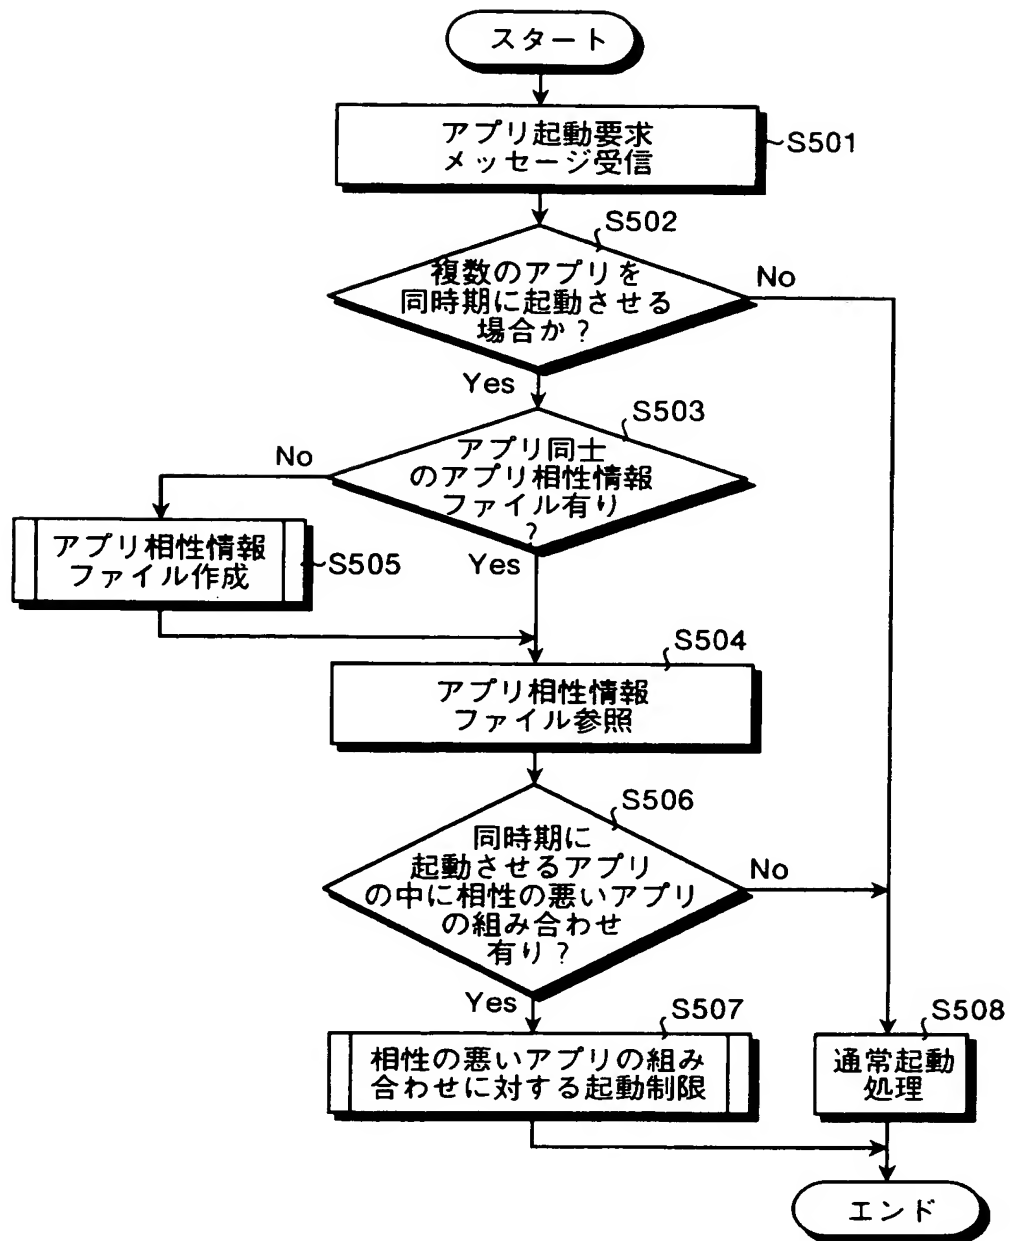 スタート
アプリ起動要求
メッセージ受信
S501
S502
複数のアプリを
同時期に起動させる
場合か?
No
Yes
S503
アプリ同士
のアプリ相性情報
ファイル有り
?
No
Yes
アプリ相性情報
ファイル作成
S505
S504
アプリ相性情報
ファイル参照
S506
同時期に
起動させるアプリ
の中に相性の悪いアプリ
の組み合わせ
有り?
No
Yes
S507
相性の悪いアプリの組み
合わせに対する起動制限
S508
通常起動
処理
エンド